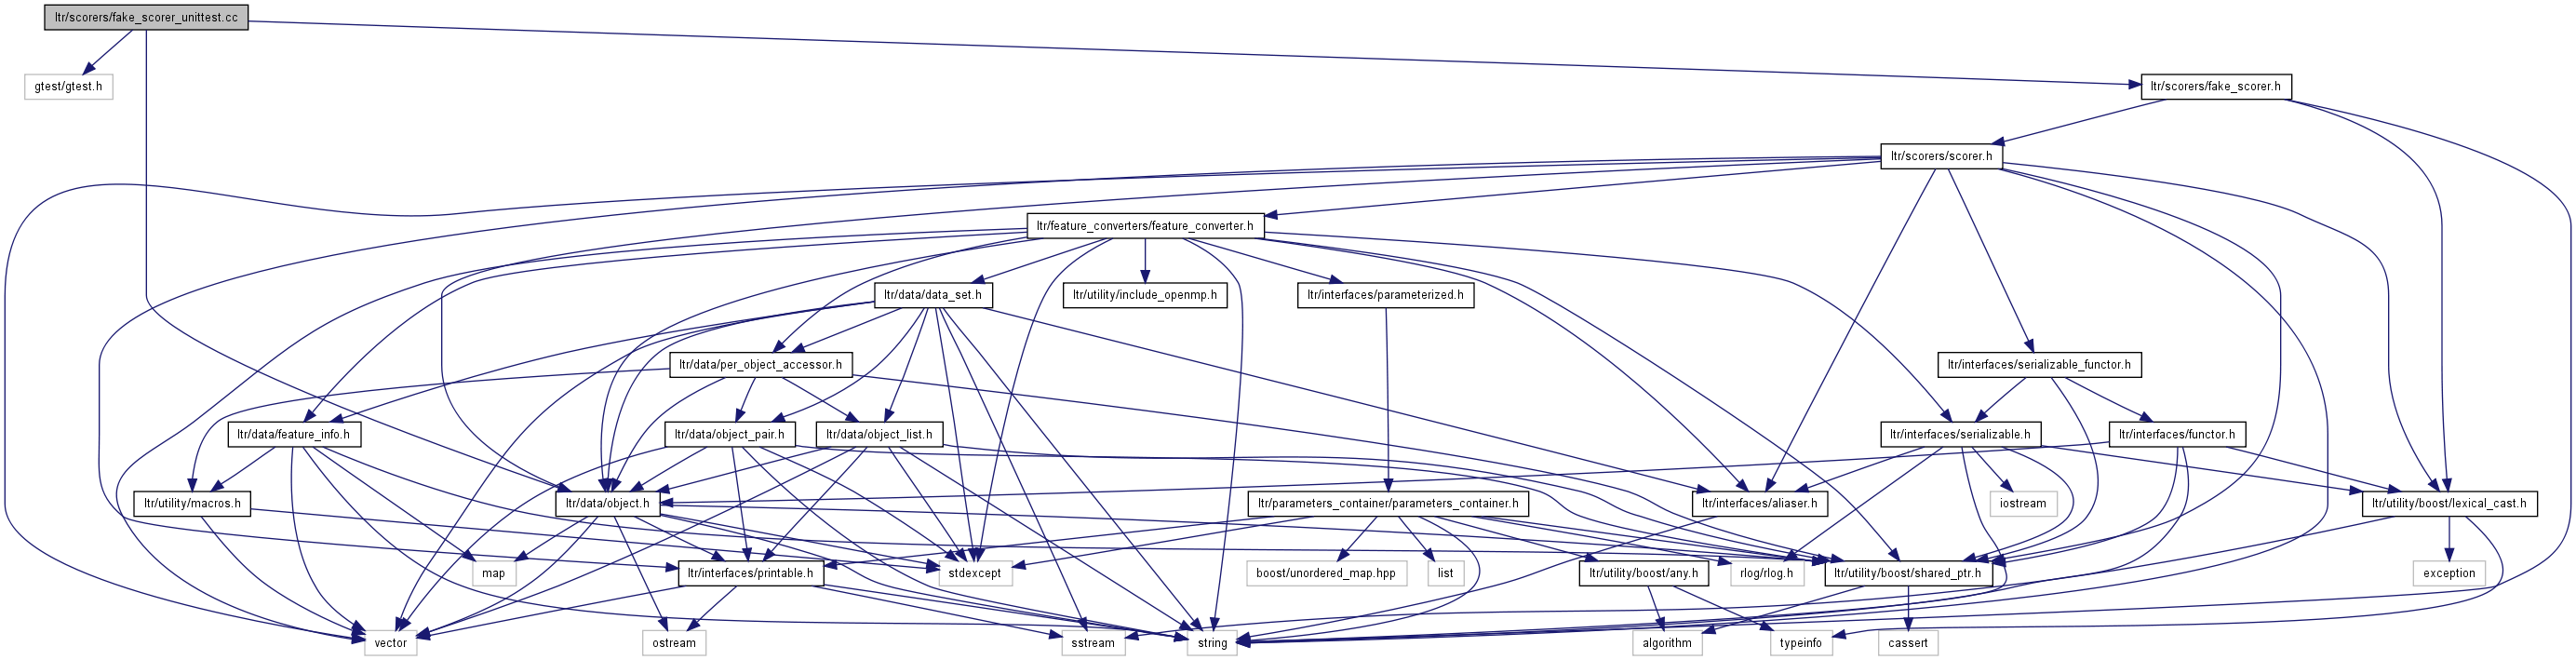 ltr/scorers/fake_scorer_unittest.cc
gtest/gtest.h
ltr/scorers/fake_scorer.h
ltr/scorers/scorer.h
ltr/feature_converters/feature_converter.h
ltr/data/data_set.h
ltr/utility/include_openmp.h
ltr/interfaces/parameterized.h
ltr/data/per_object_accessor.h
ltr/interfaces/serializable_functor.h
ltr/data/feature_info.h
ltr/data/object_pair.h
ltr/data/object_list.h
ltr/interfaces/serializable.h
ltr/interfaces/functor.h
ltr/utility/macros.h
ltr/data/object.h
ltr/parameters_container/parameters_container.h
ltr/interfaces/aliaser.h
iostream
ltr/utility/boost/lexical_cast.h
map
ltr/interfaces/printable.h
stdexcept
boost/unordered_map.hpp
list
ltr/utility/boost/any.h
rlog/rlog.h
ltr/utility/boost/shared_ptr.h
exception
vector
ostream
sstream
string
algorithm
typeinfo
cassert